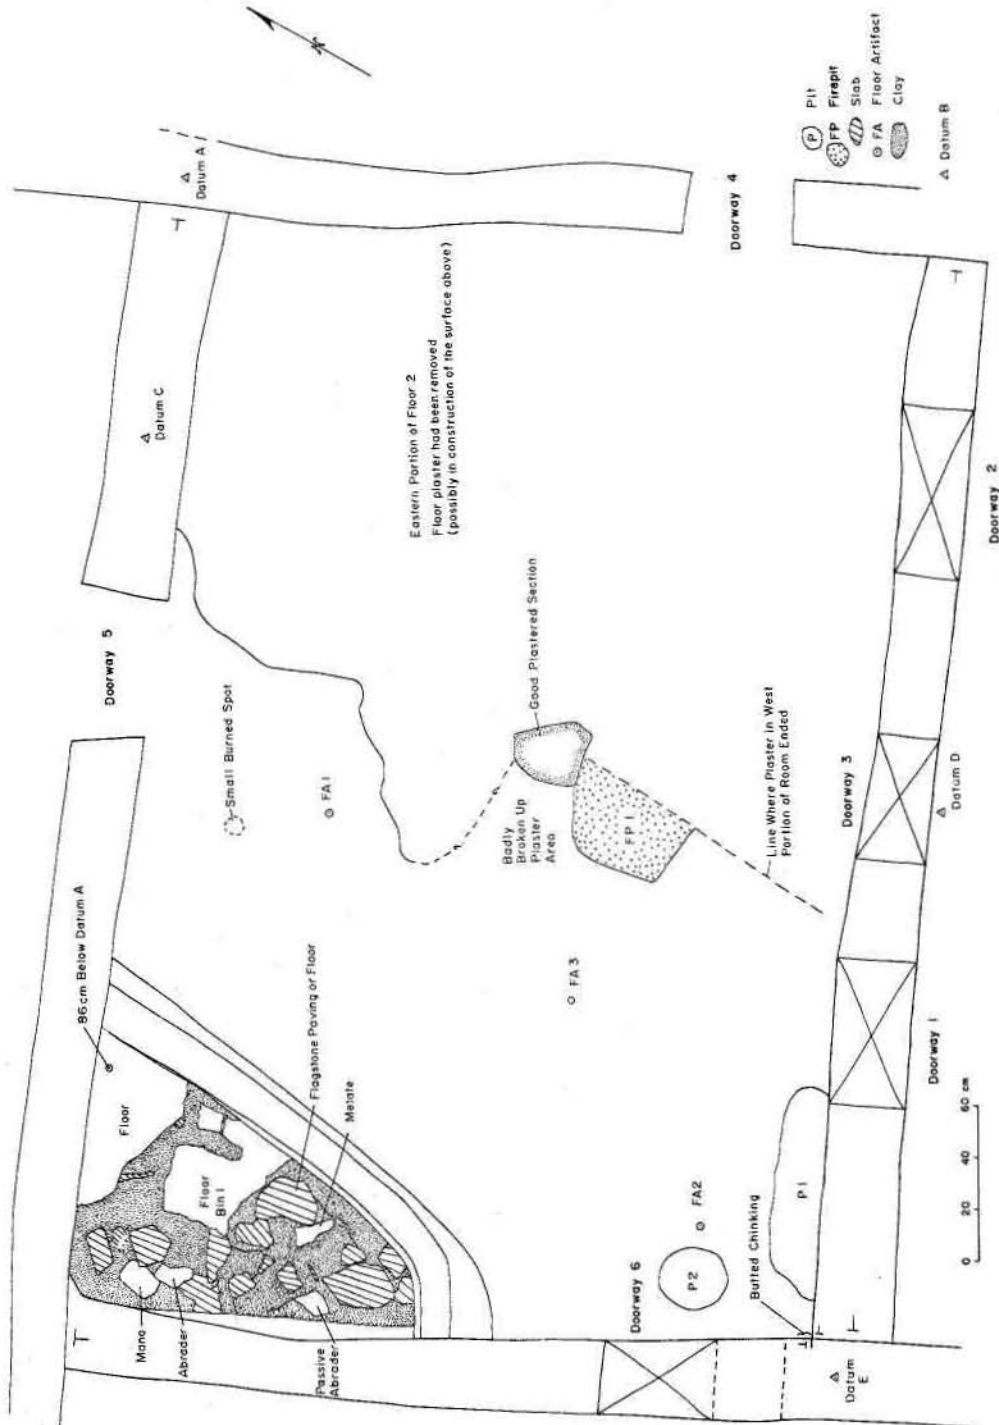 N
P Pit
FP Firepit
Slab
FA Floor Artifact
Clay
Datum A
Datum B
Datum C
Datum D
Datum
E
Doorway 1
Doorway 2
Doorway 3
Doorway 4
Doorway 5
Doorway 6
Eastern Portion of Floor 2
Floor plaster had been removed
(possibly in construction of the surface above)
Small Burned Spot
FA 1
Good Plastered Section
Badly
Broken Up
Plaster
Area
FP 1
Line Where Plaster in West
Portion of Room Ended
86cm Below Datum A
Floor
Floor
Bin 1
Flagstone Paving or Floor
Metate
Mano
Abrader
Passive
Abrader
FA 3
FA2
P2
P1
Butted Chinking
0 20 40 60 cm